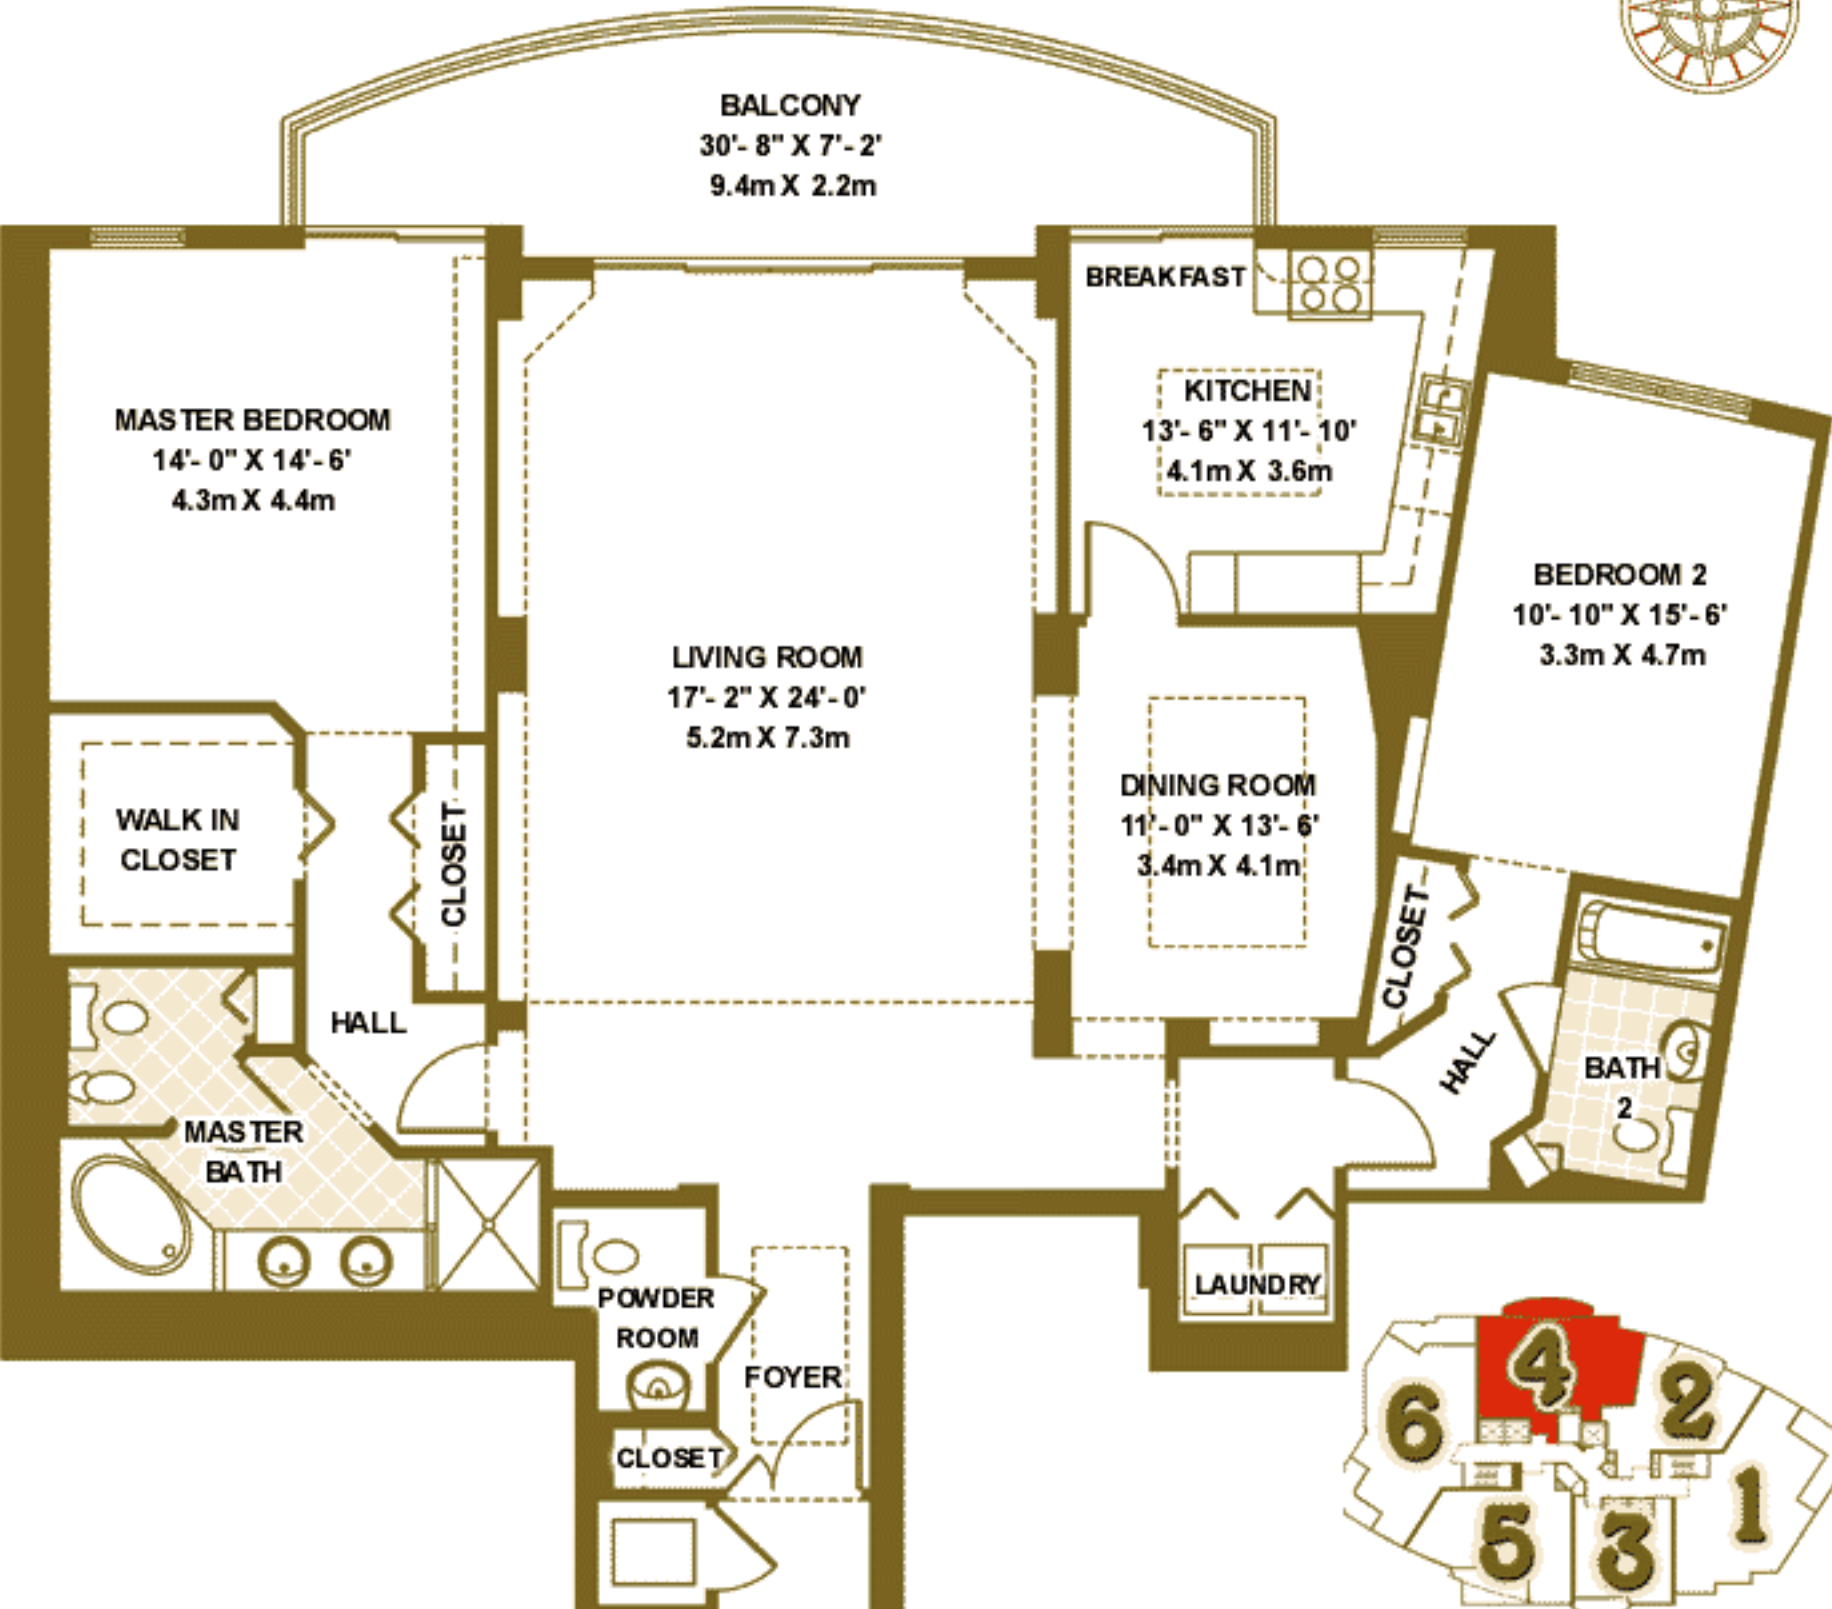 BALCONY
30'- 8" X 7'- 2'
9.4m X 2.2m
BREAKFAST
KITCHEN
13'- 6" X 11'- 10'
4.1m X 3.6m
MASTER BEDROOM
14'- 0" X 14'- 6'
4.3m X 4.4m
BEDROOM 2
10'- 10" X 15'- 6'
3.3m X 4.7m
LIVING ROOM
17'- 2" X 24'- 0'
5.2m X 7.3m
DINING ROOM
11'- 0" X 13'- 6'
3.4m X 4.1m
WALK IN
CLOSET
CLOSET
CLOSET
HALL
HALL
BATH
2
MASTER
BATH
LAUNDRY
POWDER
ROOM
FOYER
CLOSET
4
2
6
1
5
3